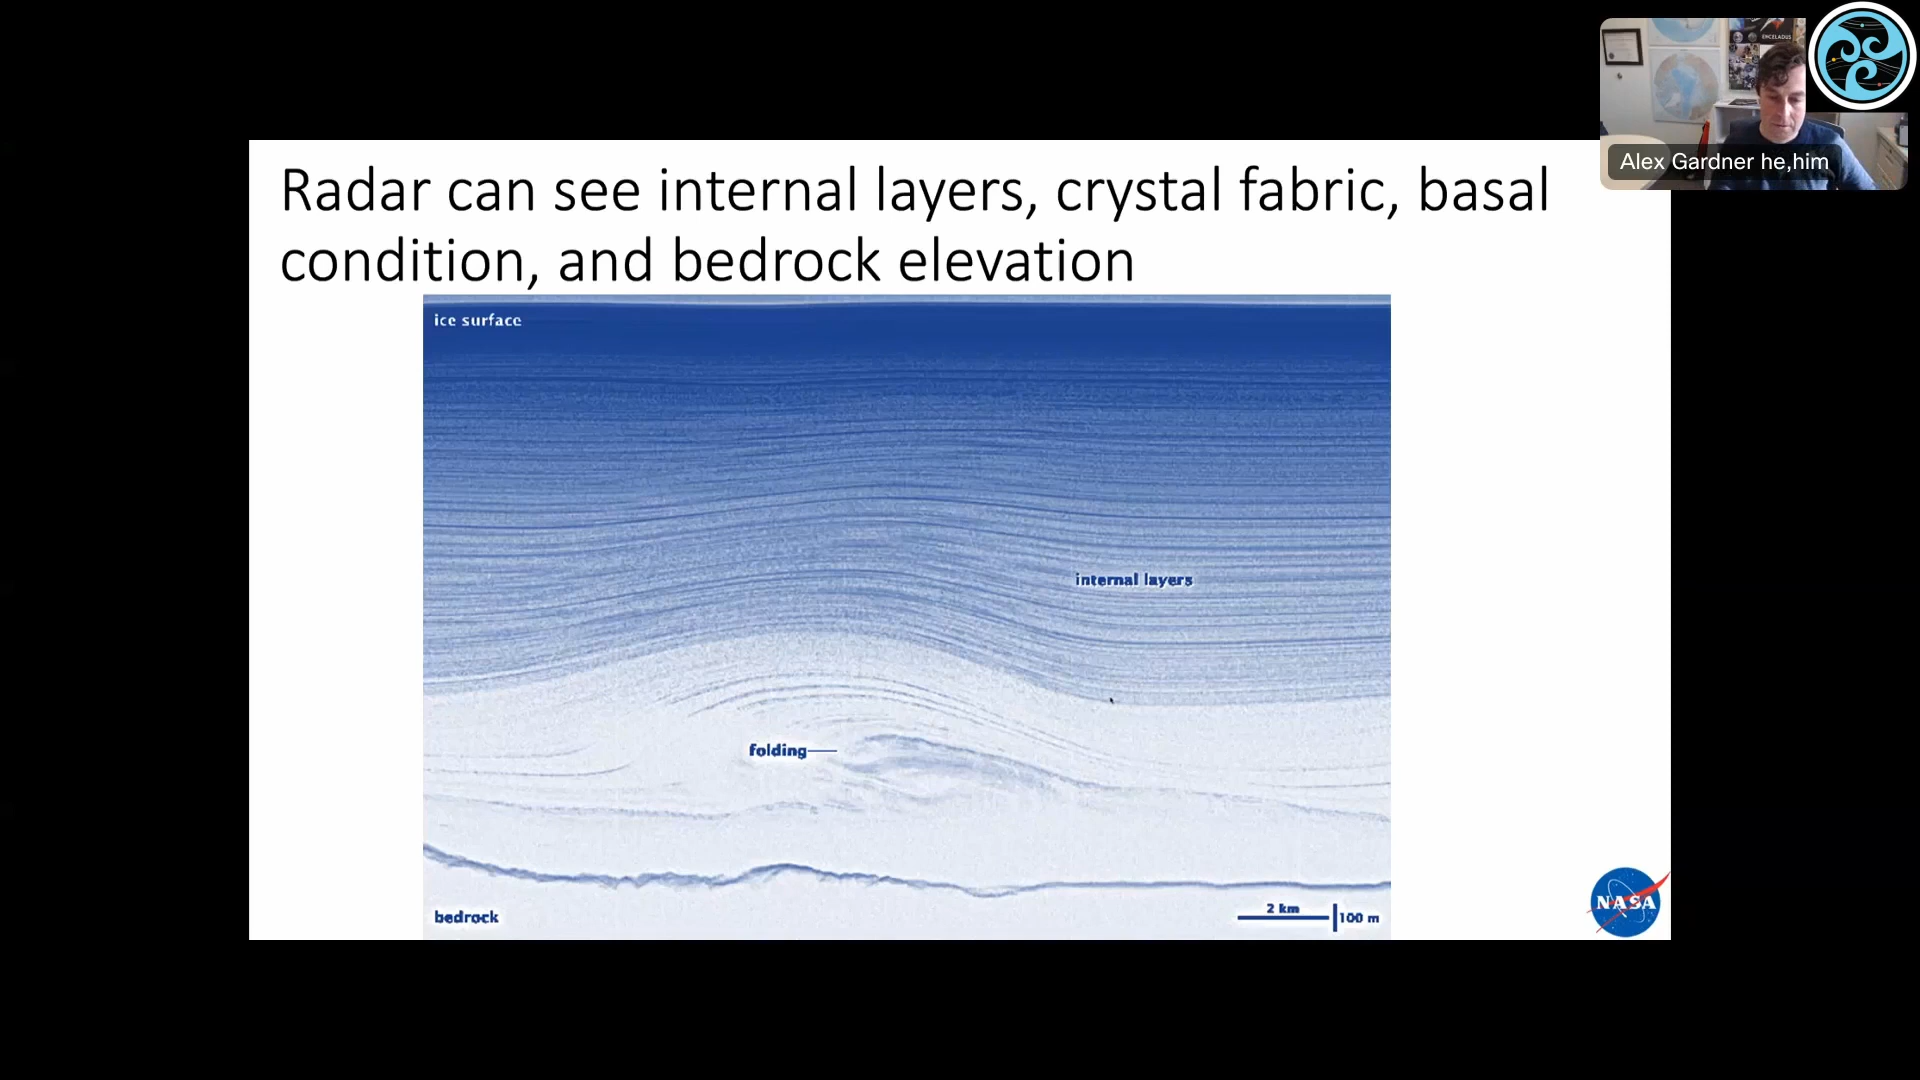 Radar can see internal layers, crystal fabric, basal
condition, and bedrock elevation
ice surface
internal layers
folding
bedrock
2 km
100 m
NASA
Alex Gardner he,him
ENCELADUS